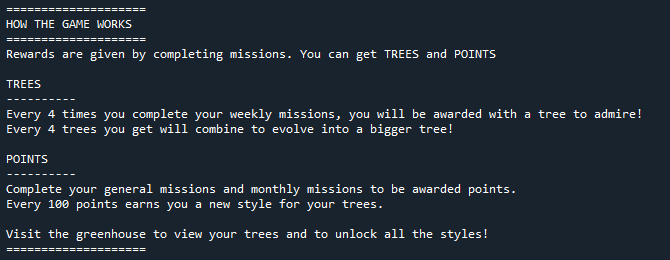 ====================
HOW THE GAME WORKS
====================
Rewards are given by completing missions. You can get TREES and POINTS

TREES
----------
Every 4 times you complete your weekly missions, you will be awarded with a tree to admire!
Every 4 trees you get will combine to evolve into a bigger tree!

POINTS
----------
Complete your general missions and monthly missions to be awarded points.
Every 100 points earns you a new style for your trees.

Visit the greenhouse to view your trees and to unlock all the styles!
====================